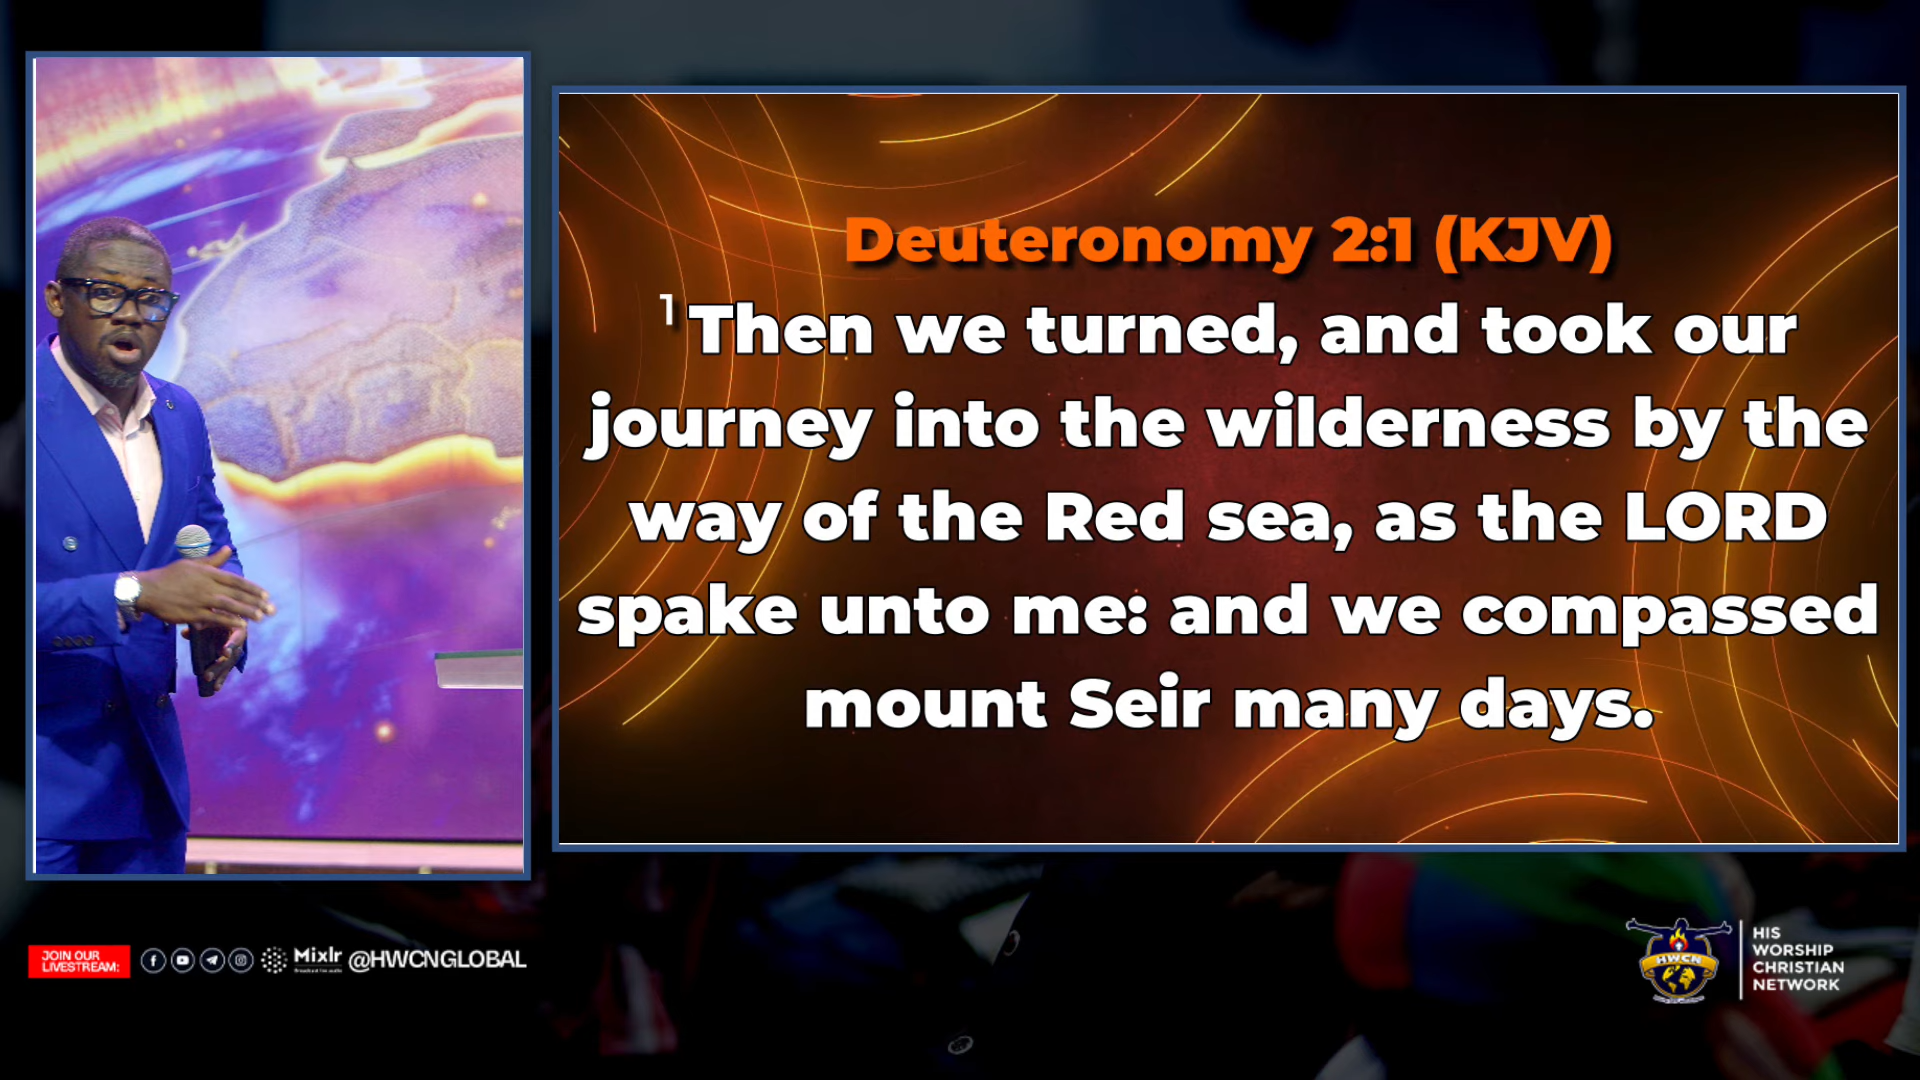 Deuteronomy 2:1 (KJV)
1 Then we turned, and took our
journey into the wilderness by the
way of the Red sea, as the LORD
spake unto me: and we compassed
mount Seir many days.
JOIN OUR
LIVESTREAM:
Mixlr
@HWCNGLOBAL
HWCN
HIS
WORSHIP
CHRISTIAN
NETWORK